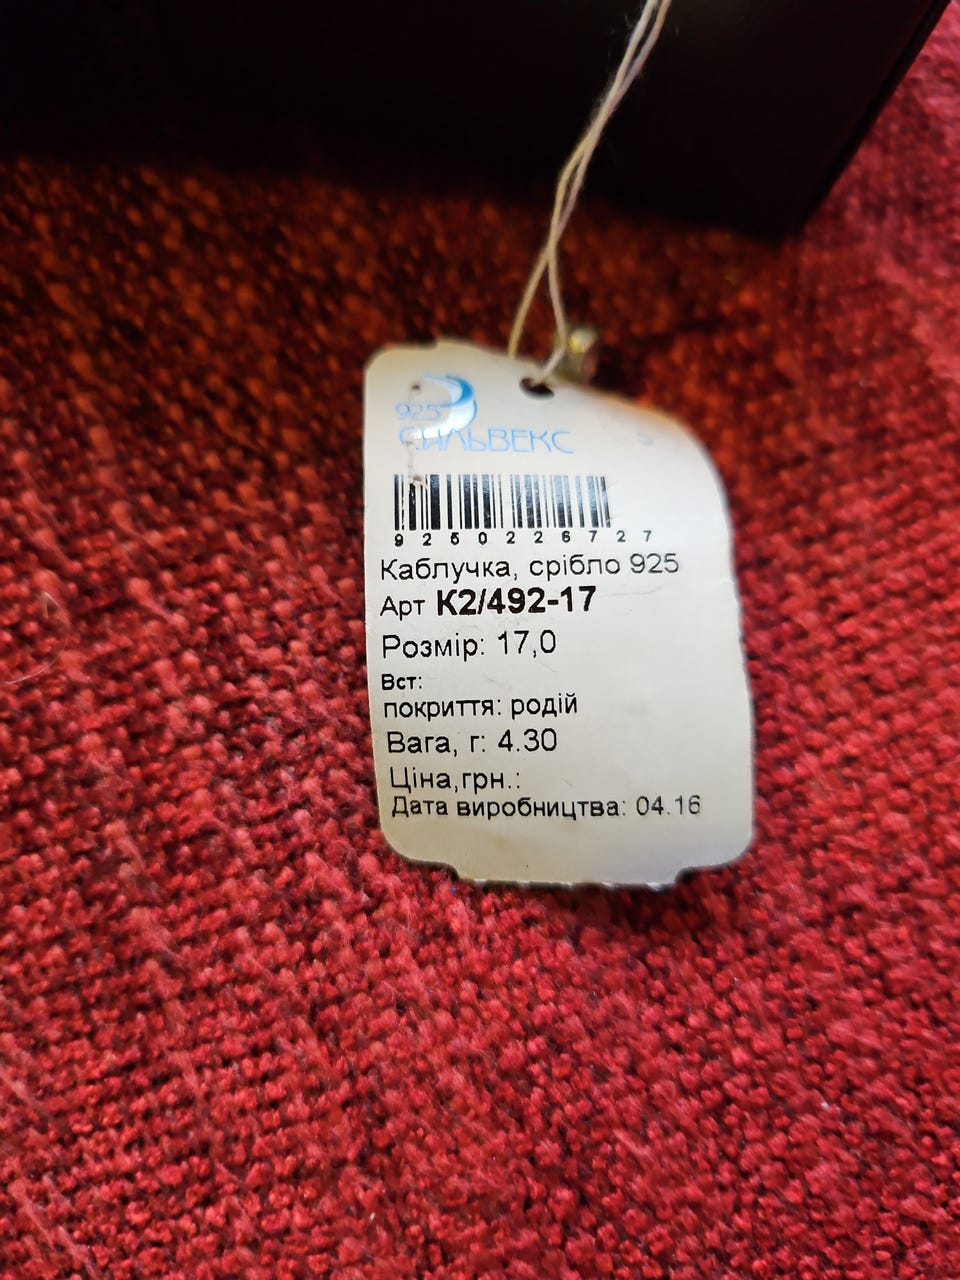 925
СИЛЬВЕКС
9250226727
Каблучка, срібло 925
Арт К2/492-17
Розмір: 17,0
Вст:
покриття: родій
Вага, г: 4.30
Ціна,грн.:
Дата виробництва: 04.16